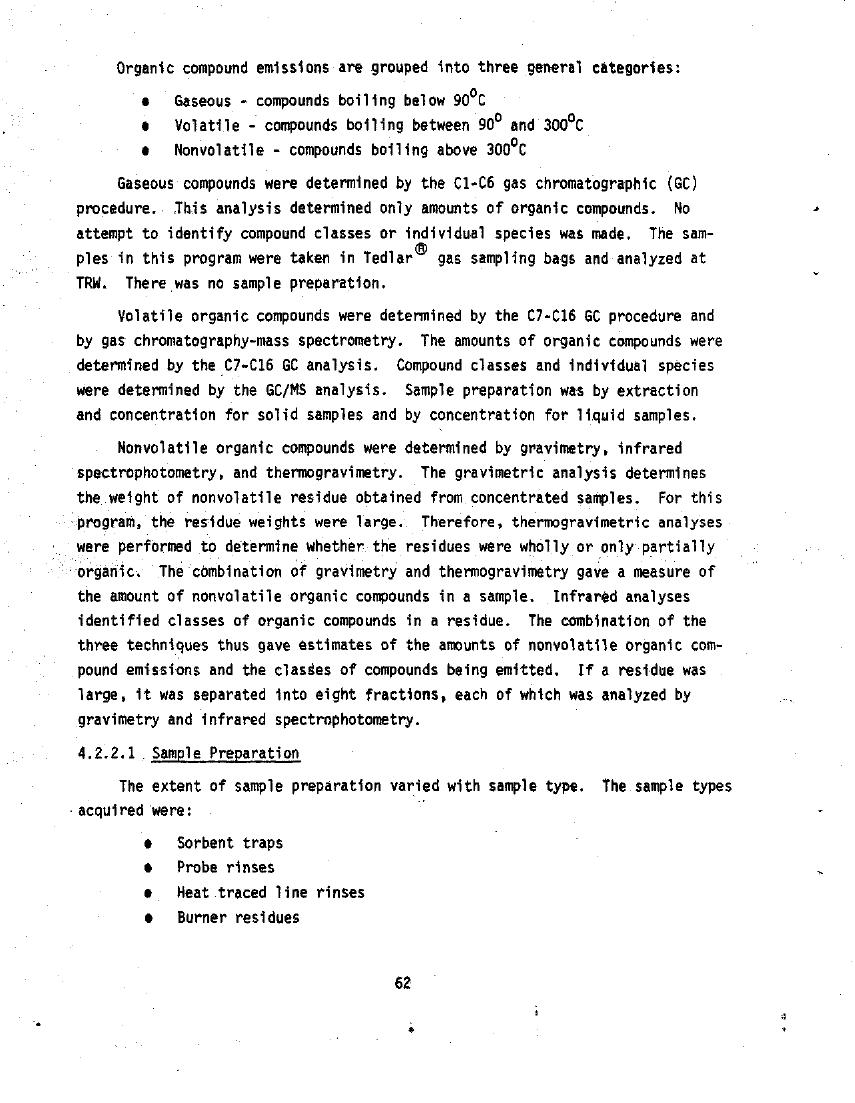 Organic compound emissions are grouped into three general categories:
• Gaseous - compounds boiling below 90⁰C
• Volatile - compounds boiling between 90⁰ and 300⁰C
• Nonvolatile - compounds boiling above 300⁰C
Gaseous compounds were determined by the C1-C6 gas chromatographic (GC)
procedure. This analysis determined only amounts of organic compounds. No
attempt to identify compound classes or individual species was made. The sam-
ples in this program were taken in Tedlar® gas sampling bags and analyzed at
TRW. There was no sample preparation.
Volatile organic compounds were determined by the C7-C16 GC procedure and
by gas chromatography-mass spectrometry. The amounts of organic compounds were
determined by the C7-C16 GC analysis. Compound classes and individual species
were determined by the GC/MS analysis. Sample preparation was by extraction
and concentration for solid samples and by concentration for liquid samples.
Nonvolatile organic compounds were determined by gravimetry, infrared
spectrophotometry, and thermogravimetry. The gravimetric analysis determines
the weight of nonvolatile residue obtained from concentrated samples. For this
program, the residue weights were large. Therefore, thermogravimetric analyses
were performed to determine whether the residues were wholly or only partially
organic. The combination of gravimetry and thermogravimetry gave a measure of
the amount of nonvolatile organic compounds in a sample. Infrared analyses
identified classes of organic compounds in a residue. The combination of the
three techniques thus gave estimates of the amounts of nonvolatile organic com-
pound emissions and the classes of compounds being emitted. If a residue was
large, it was separated into eight fractions, each of which was analyzed by
gravimetry and infrared spectrophotometry.
4.2.2.1 Sample Preparation
The extent of sample preparation varied with sample type. The sample types
acquired were:
• Sorbent traps
• Probe rinses
• Heat traced line rinses
• Burner residues
62